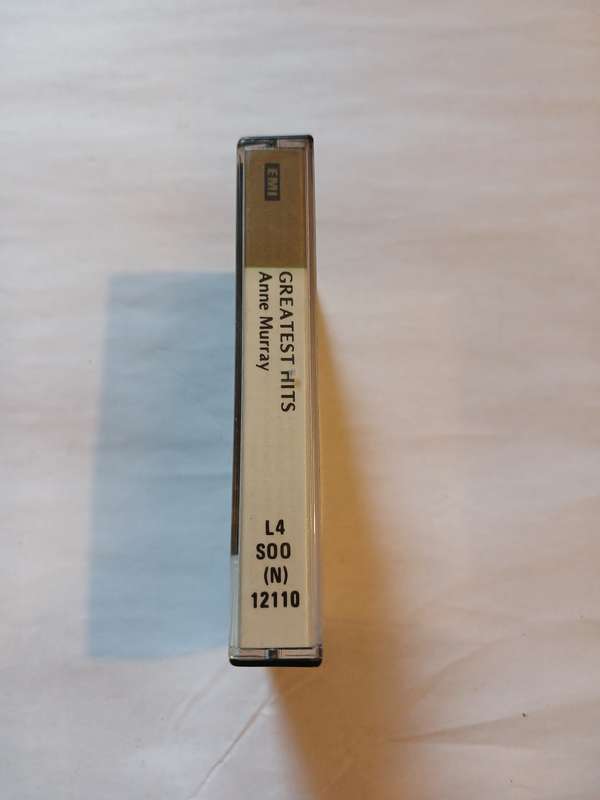 EMI
GREATEST HITS
Anne Murray
L4
SOO
(N)
12110